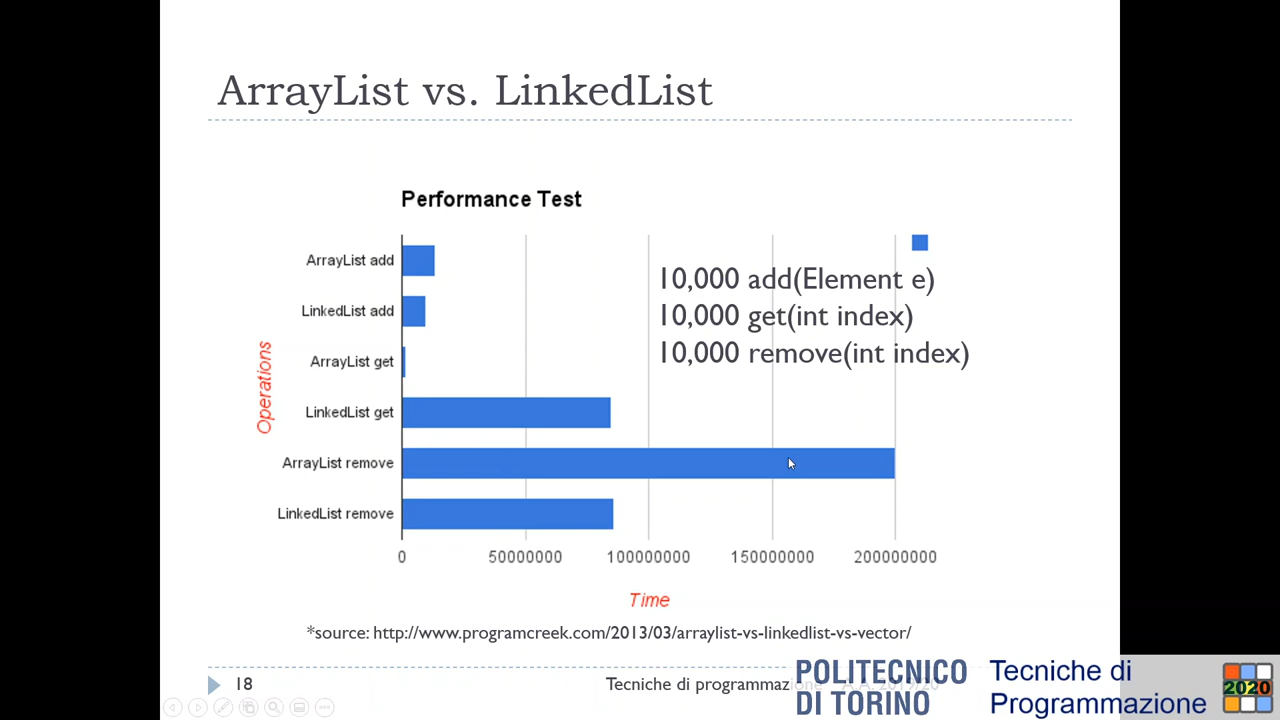 ArrayList vs. LinkedList
Performance Test
ArrayList add
LinkedList add
ArrayList get
LinkedList get
ArrayList remove
LinkedList remove
Operations
10,000 add(Element e)
10,000 get(int index)
10,000 remove(int index)
0 50000000 100000000 150000000 200000000
Time
*source: http://www.programcreek.com/2013/03/arraylist-vs-linkedlist-vs-vector/
18
Tecniche di programmazione A.A. 2019/20
POLITECNICO
DI TORINO
Tecniche di
Programmazione
2020